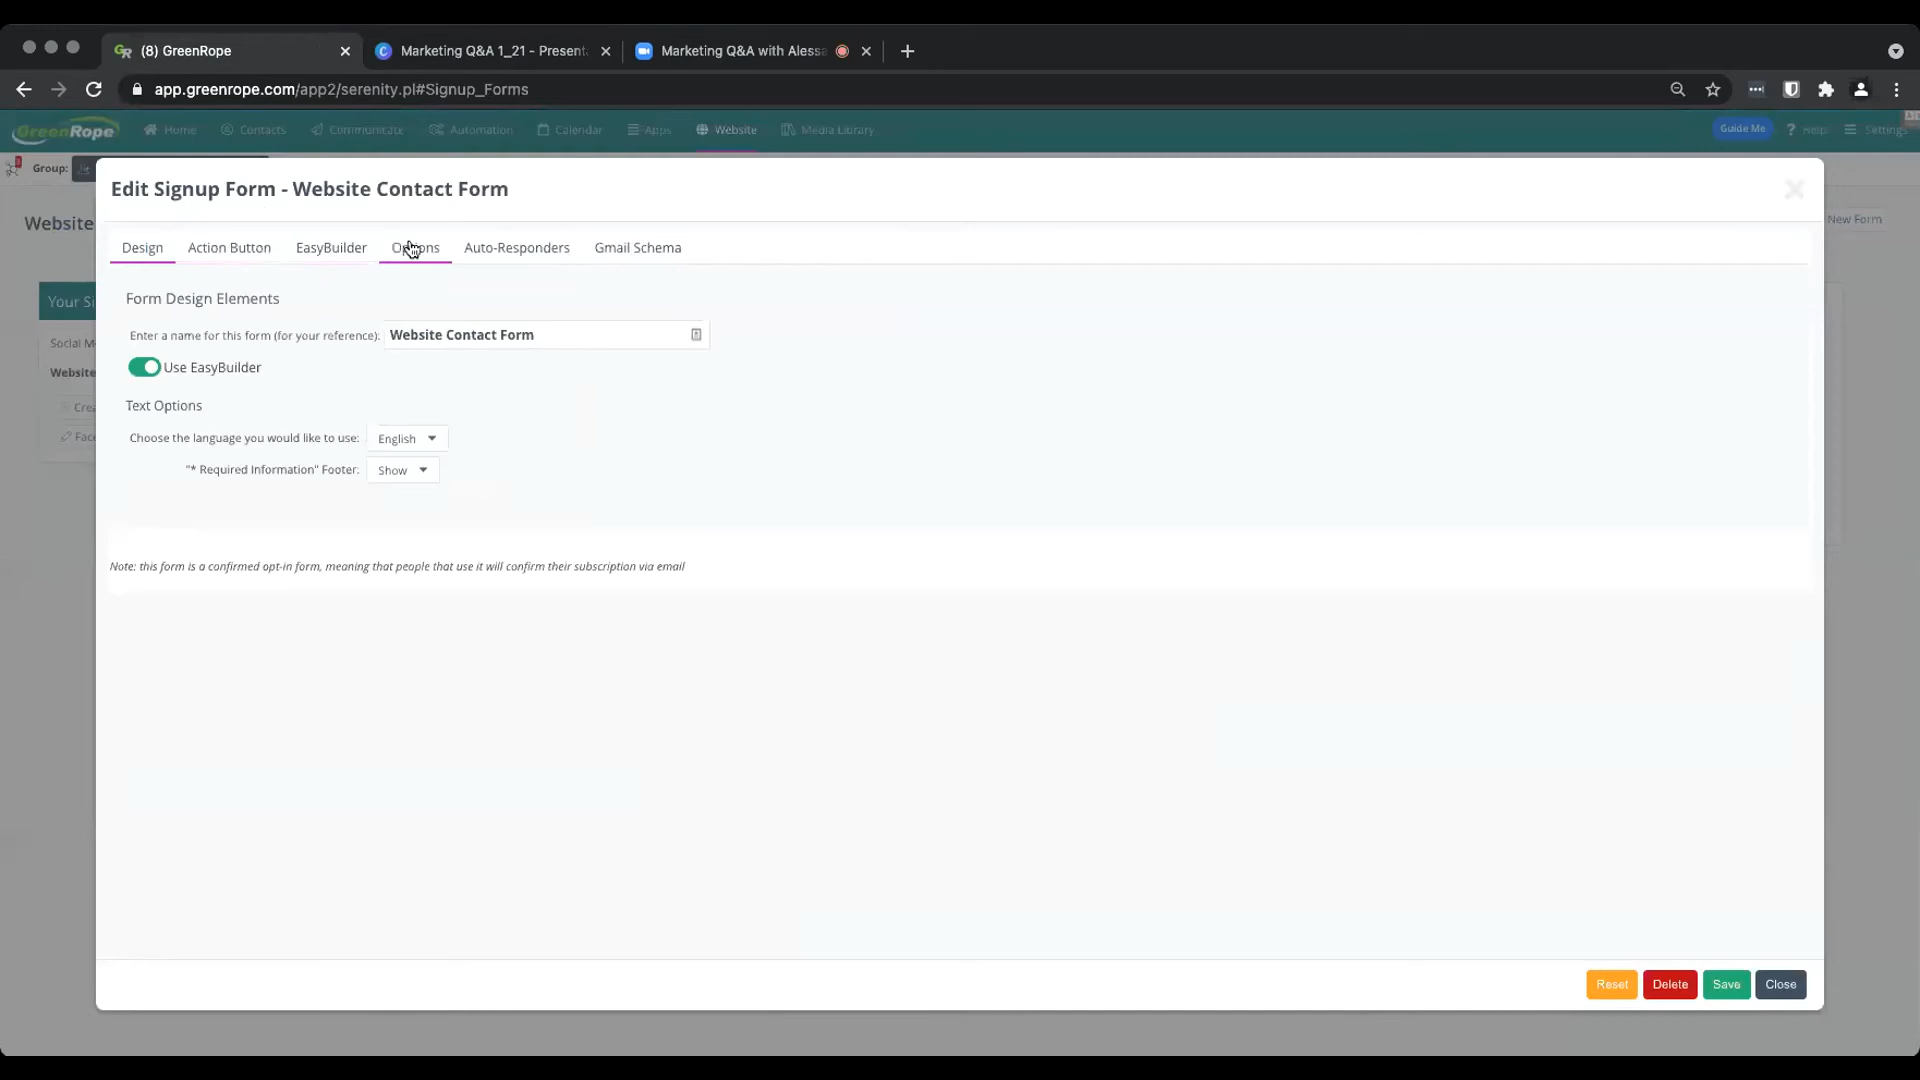 (8) GreenRope
Marketing Q&A 1_21 - Present
Marketing Q&A with Alessa
app.greenrope.com/app2/serenity.pl#Signup_Forms
GreenRope
Home
Contacts
Communicate
Automation
Calendar
Apps
Website
Media Library
Guide Me
Help
Settings
Group:
Edit Signup Form - Website Contact Form
Website
New Form
Design
Action Button
EasyBuilder
Options
Auto-Responders
Gmail Schema
Form Design Elements
Your Si
Enter a name for this form (for your reference):
Website Contact Form
Social M
Use EasyBuilder
Website
Text Options
Crea
Choose the language you would like to use:
English
Face
"* Required Information" Footer:
Show
Note: this form is a confirmed opt-in form, meaning that people that use it will confirm their subscription via email
Reset
Delete
Save
Close